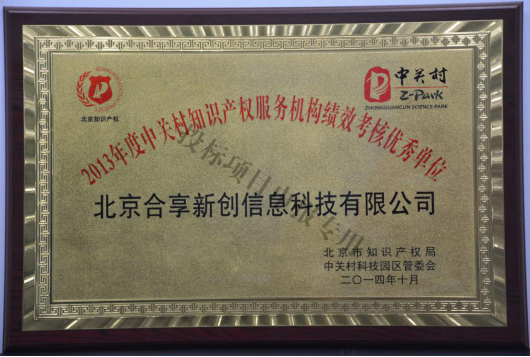 北京知识产权
中关村
Z-Park
ZHONGGUANCUN SCIENCE PARK
2013年度中关村知识产权服务机构绩效考核优秀单位
北京合享新创信息科技有限公司
北京市知识产权局
中关村科技园区管委会
二〇一四年十月